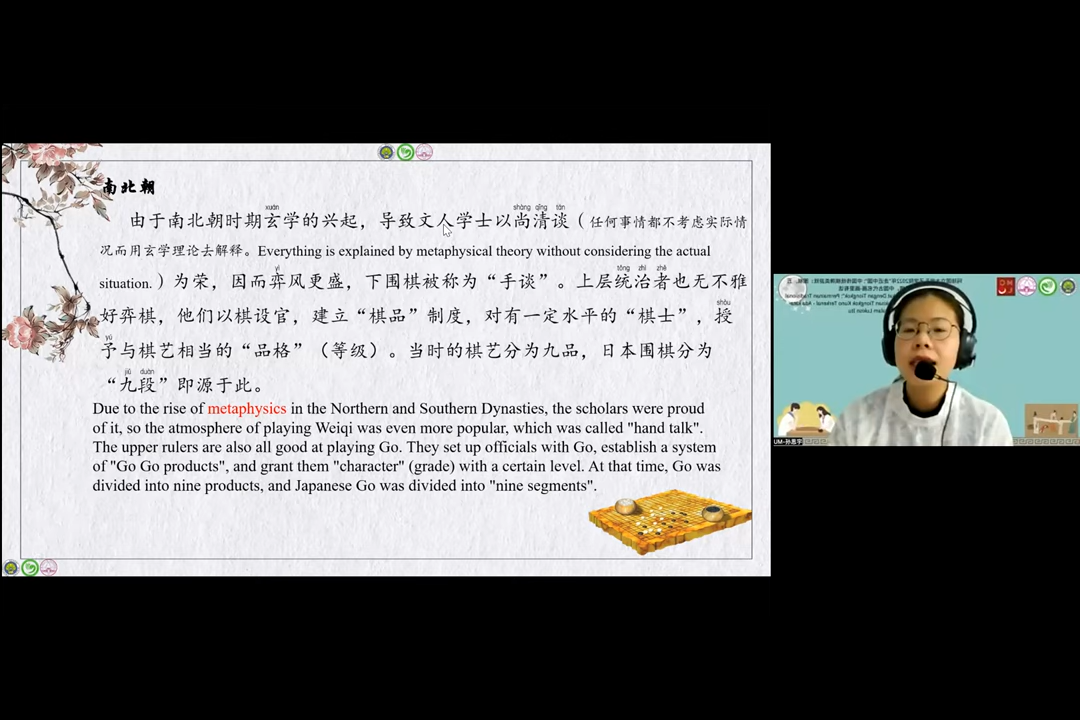 南北朝
xuán shàng qīng tán
由于南北朝时期玄学的兴起，导致文人学士以尚清谈（任何事情都不考虑实际情
况而用玄学理论去解释。Everything is explained by metaphysical theory without considering the actual
yì tǒng zhì zhě
situation. ）为荣，因而弈风更盛，下围棋被称为“手谈”。上层统治者也无不雅
shòu
好弈棋，他们以棋设官，建立“棋品”制度，对有一定水平的“棋士”，授
yǔ
予与棋艺相当的“品格”（等级）。当时的棋艺分为九品，日本围棋分为
jiǔ duàn
“九段”即源于此。
Due to the rise of metaphysics in the Northern and Southern Dynasties, the scholars were proud
of it, so the atmosphere of playing Weiqi was even more popular, which was called "hand talk".
The upper rulers are also all good at playing Go. They set up officials with Go, establish a system
of "Go Go products", and grant them "character" (grade) with a certain level. At that time, Go was
divided into nine products, and Japanese Go was divided into "nine segments".
UM-孙惠宇